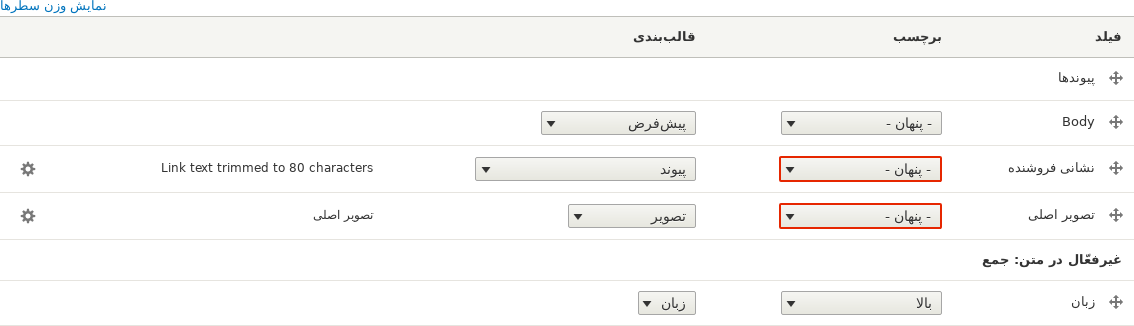 نمایش وزن سطرها
فیلد برچسب قالب‌بندی
پیوندها
Body - پنهان - پیش‌فرض
نشانی فروشنده - پنهان - پیوند Link text trimmed to 80 characters
تصویر اصلی - پنهان - تصویر تصویر اصلی
غیرفعّال در متن: جمع
زبان بالا زبان